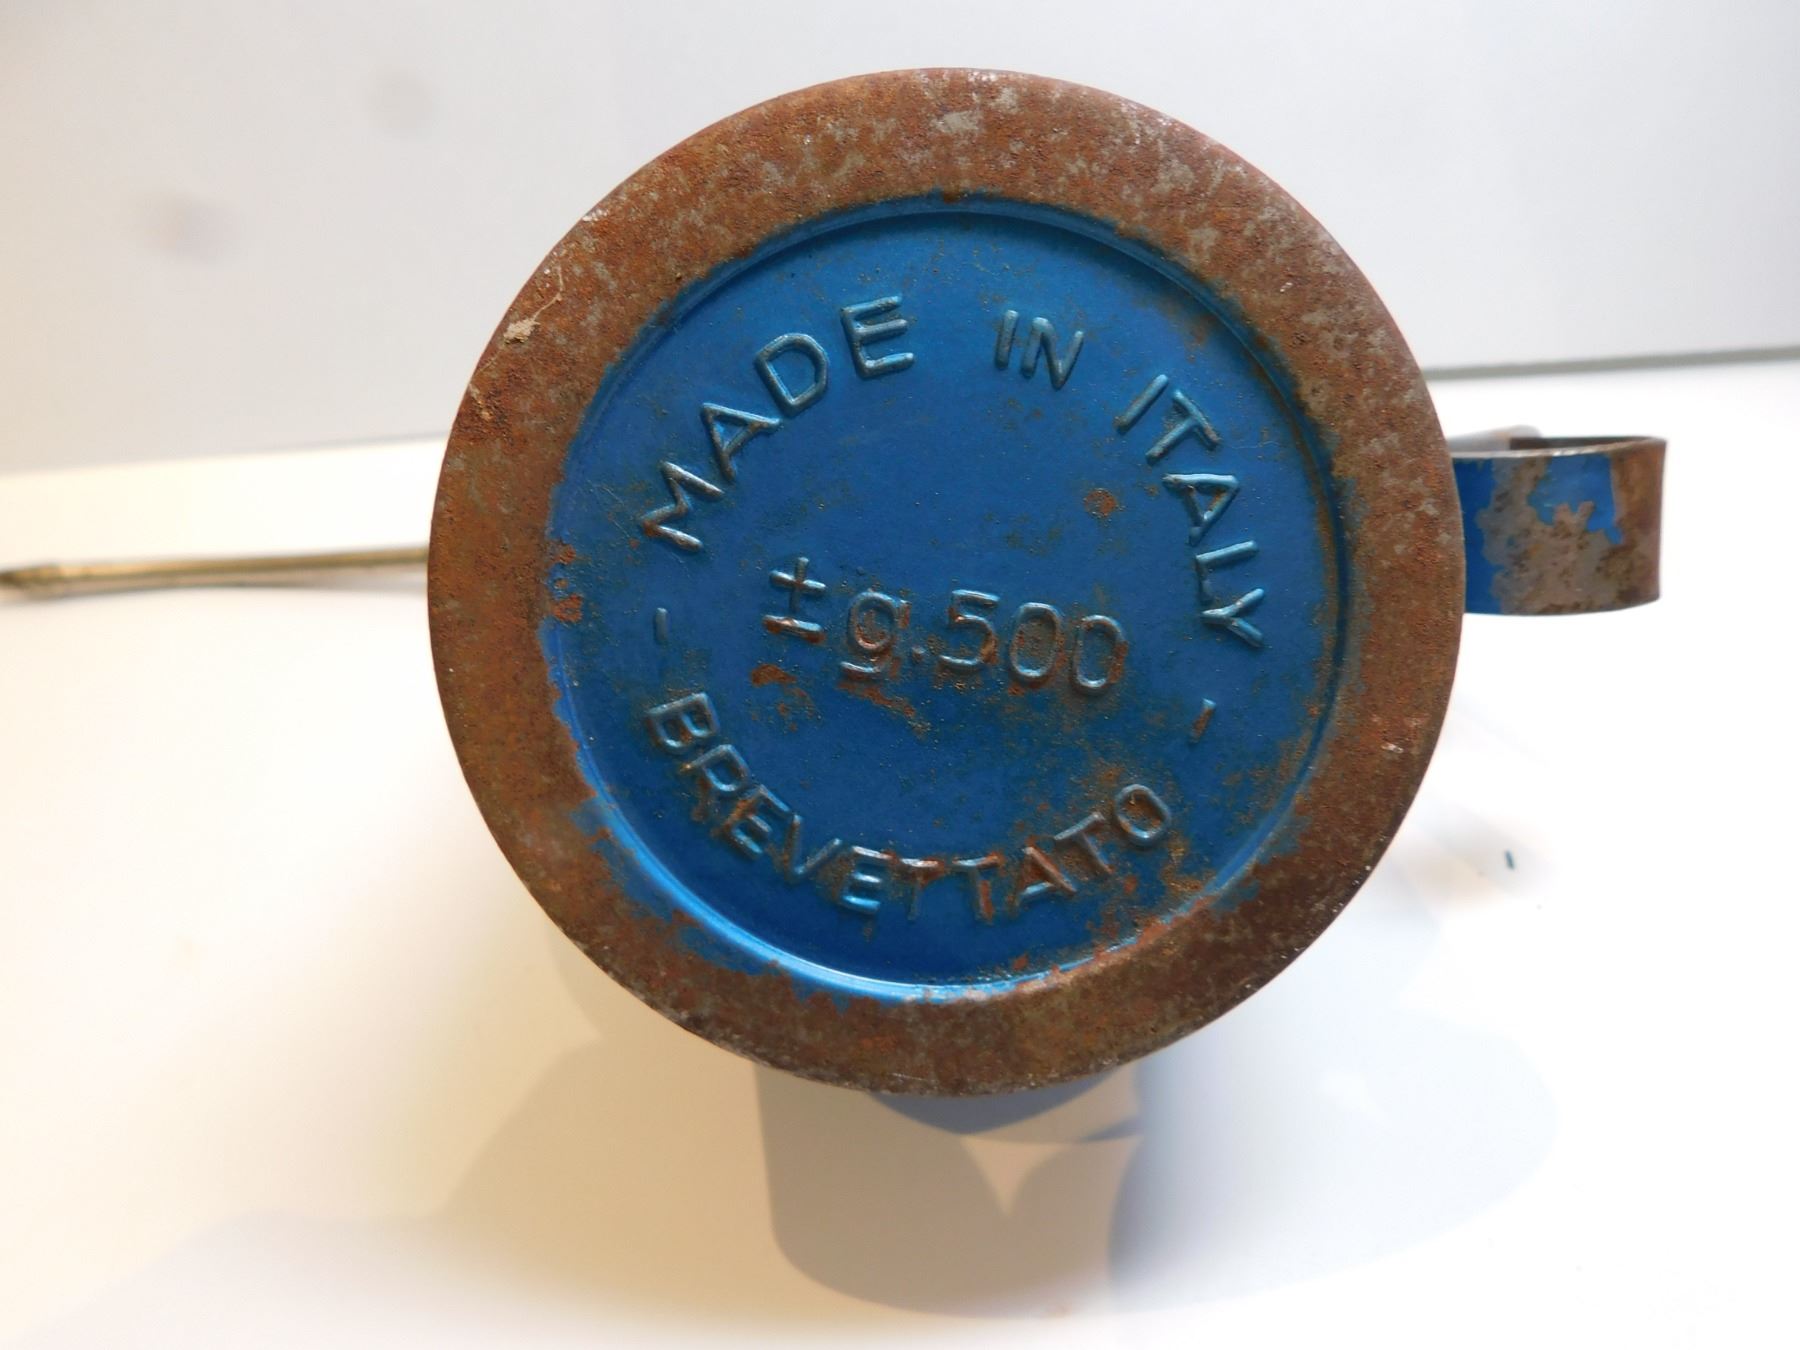 MADE IN ITALY
± g.500
- BREVETTATO -